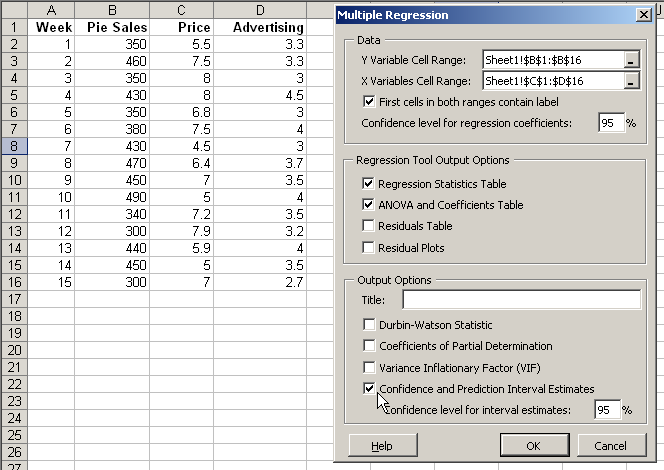 A B C D
1 Week Pie Sales Price Advertising
2 1 350 5.5 3.3
3 2 460 7.5 3.3
4 3 350 8 3
5 4 430 8 4.5
6 5 350 6.8 3
7 6 380 7.5 4
8 7 430 4.5 3
9 8 470 6.4 3.7
10 9 450 7 3.5
11 10 490 5 4
12 11 340 7.2 3.5
13 12 300 7.9 3.2
14 13 440 5.9 4
15 14 450 5 3.5
16 15 300 7 2.7
17
18
19
20
21
22
23
24
25
26
27
Multiple Regression
Data
Y Variable Cell Range: Sheet1!$B$1:$B$16
X Variables Cell Range: Sheet1!$C$1:$D$16
First cells in both ranges contain label
Confidence level for regression coefficients: 95 %
Regression Tool Output Options
Regression Statistics Table
ANOVA and Coefficients Table
Residuals Table
Residual Plots
Output Options
Title:
Durbin-Watson Statistic
Coefficients of Partial Determination
Variance Inflationary Factor (VIF)
Confidence and Prediction Interval Estimates
Confidence level for interval estimates: 95 %
Help OK Cancel